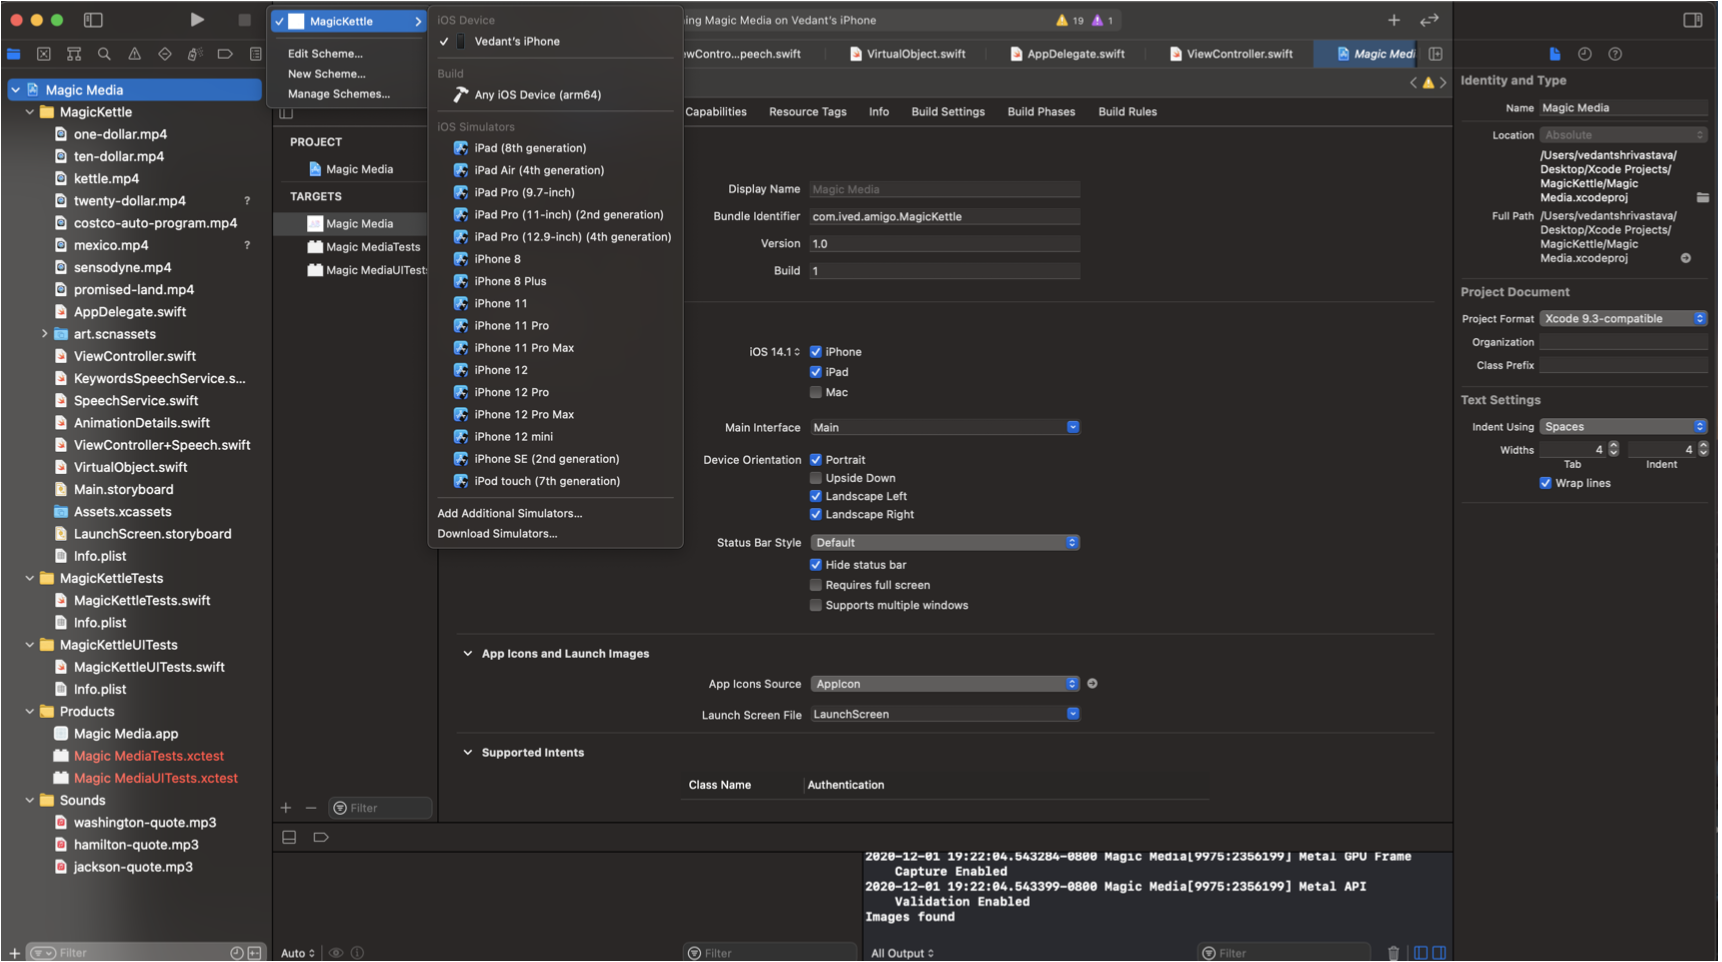 MagicKettle
Edit Scheme...
New Scheme...
Manage Schemes...
iOS Device
Vedant's iPhone
Build
Any iOS Device (arm64)
iOS Simulators
iPad (8th generation)
iPad Air (4th generation)
iPad Pro (9.7-inch)
iPad Pro (11-inch) (2nd generation)
iPad Pro (12.9-inch) (4th generation)
iPhone 8
iPhone 8 Plus
iPhone 11
iPhone 11 Pro
iPhone 11 Pro Max
iPhone 12
iPhone 12 Pro
iPhone 12 Pro Max
iPhone 12 mini
iPhone SE (2nd generation)
iPod touch (7th generation)
Add Additional Simulators...
Download Simulators...
ing Magic Media on Vedant's iPhone
19
1
wContro...peech.swift
VirtualObject.swift
AppDelegate.swift
ViewController.swift
Magic Medi
Magic Media
MagicKettle
one-dollar.mp4
ten-dollar.mp4
kettle.mp4
twenty-dollar.mp4 ?
costco-auto-program.mp4
mexico.mp4 ?
sensodyne.mp4
promised-land.mp4
AppDelegate.swift
art.scnassets
ViewController.swift
KeywordsSpeechService.s...
SpeechService.swift
AnimationDetails.swift
ViewController+Speech.swift
VirtualObject.swift
Main.storyboard
Assets.xcassets
LaunchScreen.storyboard
Info.plist
MagicKettleTests
MagicKettleTests.swift
Info.plist
MagicKettleUITests
MagicKettleUITests.swift
Info.plist
Products
Magic Media.app
Magic MediaTests.xctest
Magic MediaUITests.xctest
Sounds
washington-quote.mp3
hamilton-quote.mp3
jackson-quote.mp3
Filter
PROJECT
Magic Media
TARGETS
Magic Media
Magic MediaTests
Magic MediaUITests
Filter
Capabilities
Resource Tags
Info
Build Settings
Build Phases
Build Rules
Display Name Magic Media
Bundle Identifier com.ived.amigo.MagicKettle
Version 1.0
Build 1
iOS 14.1 iPhone
iPad
Mac
Main Interface Main
Device Orientation Portrait
Upside Down
Landscape Left
Landscape Right
Status Bar Style Default
Hide status bar
Requires full screen
Supports multiple windows
App Icons and Launch Images
App Icons Source AppIcon
Launch Screen File LaunchScreen
Supported Intents
Class Name Authentication
2020-12-01 19:22:04.543284-0800 Magic Media[9975:2356199] Metal GPU Frame
Capture Enabled
2020-12-01 19:22:04.543399-0800 Magic Media[9975:2356199] Metal API
Validation Enabled
Images found
Auto
Filter
All Output
Filter
Identity and Type
Name Magic Media
Location Absolute
/Users/vedantshrivastava/
Desktop/Xcode Projects/
MagicKettle/Magic
Media.xcodeproj
Full Path /Users/vedantshrivastava/
Desktop/Xcode Projects/
MagicKettle/Magic
Media.xcodeproj
Project Document
Project Format Xcode 9.3-compatible
Organization
Class Prefix
Text Settings
Indent Using Spaces
Widths 4 4
Tab Indent
Wrap lines